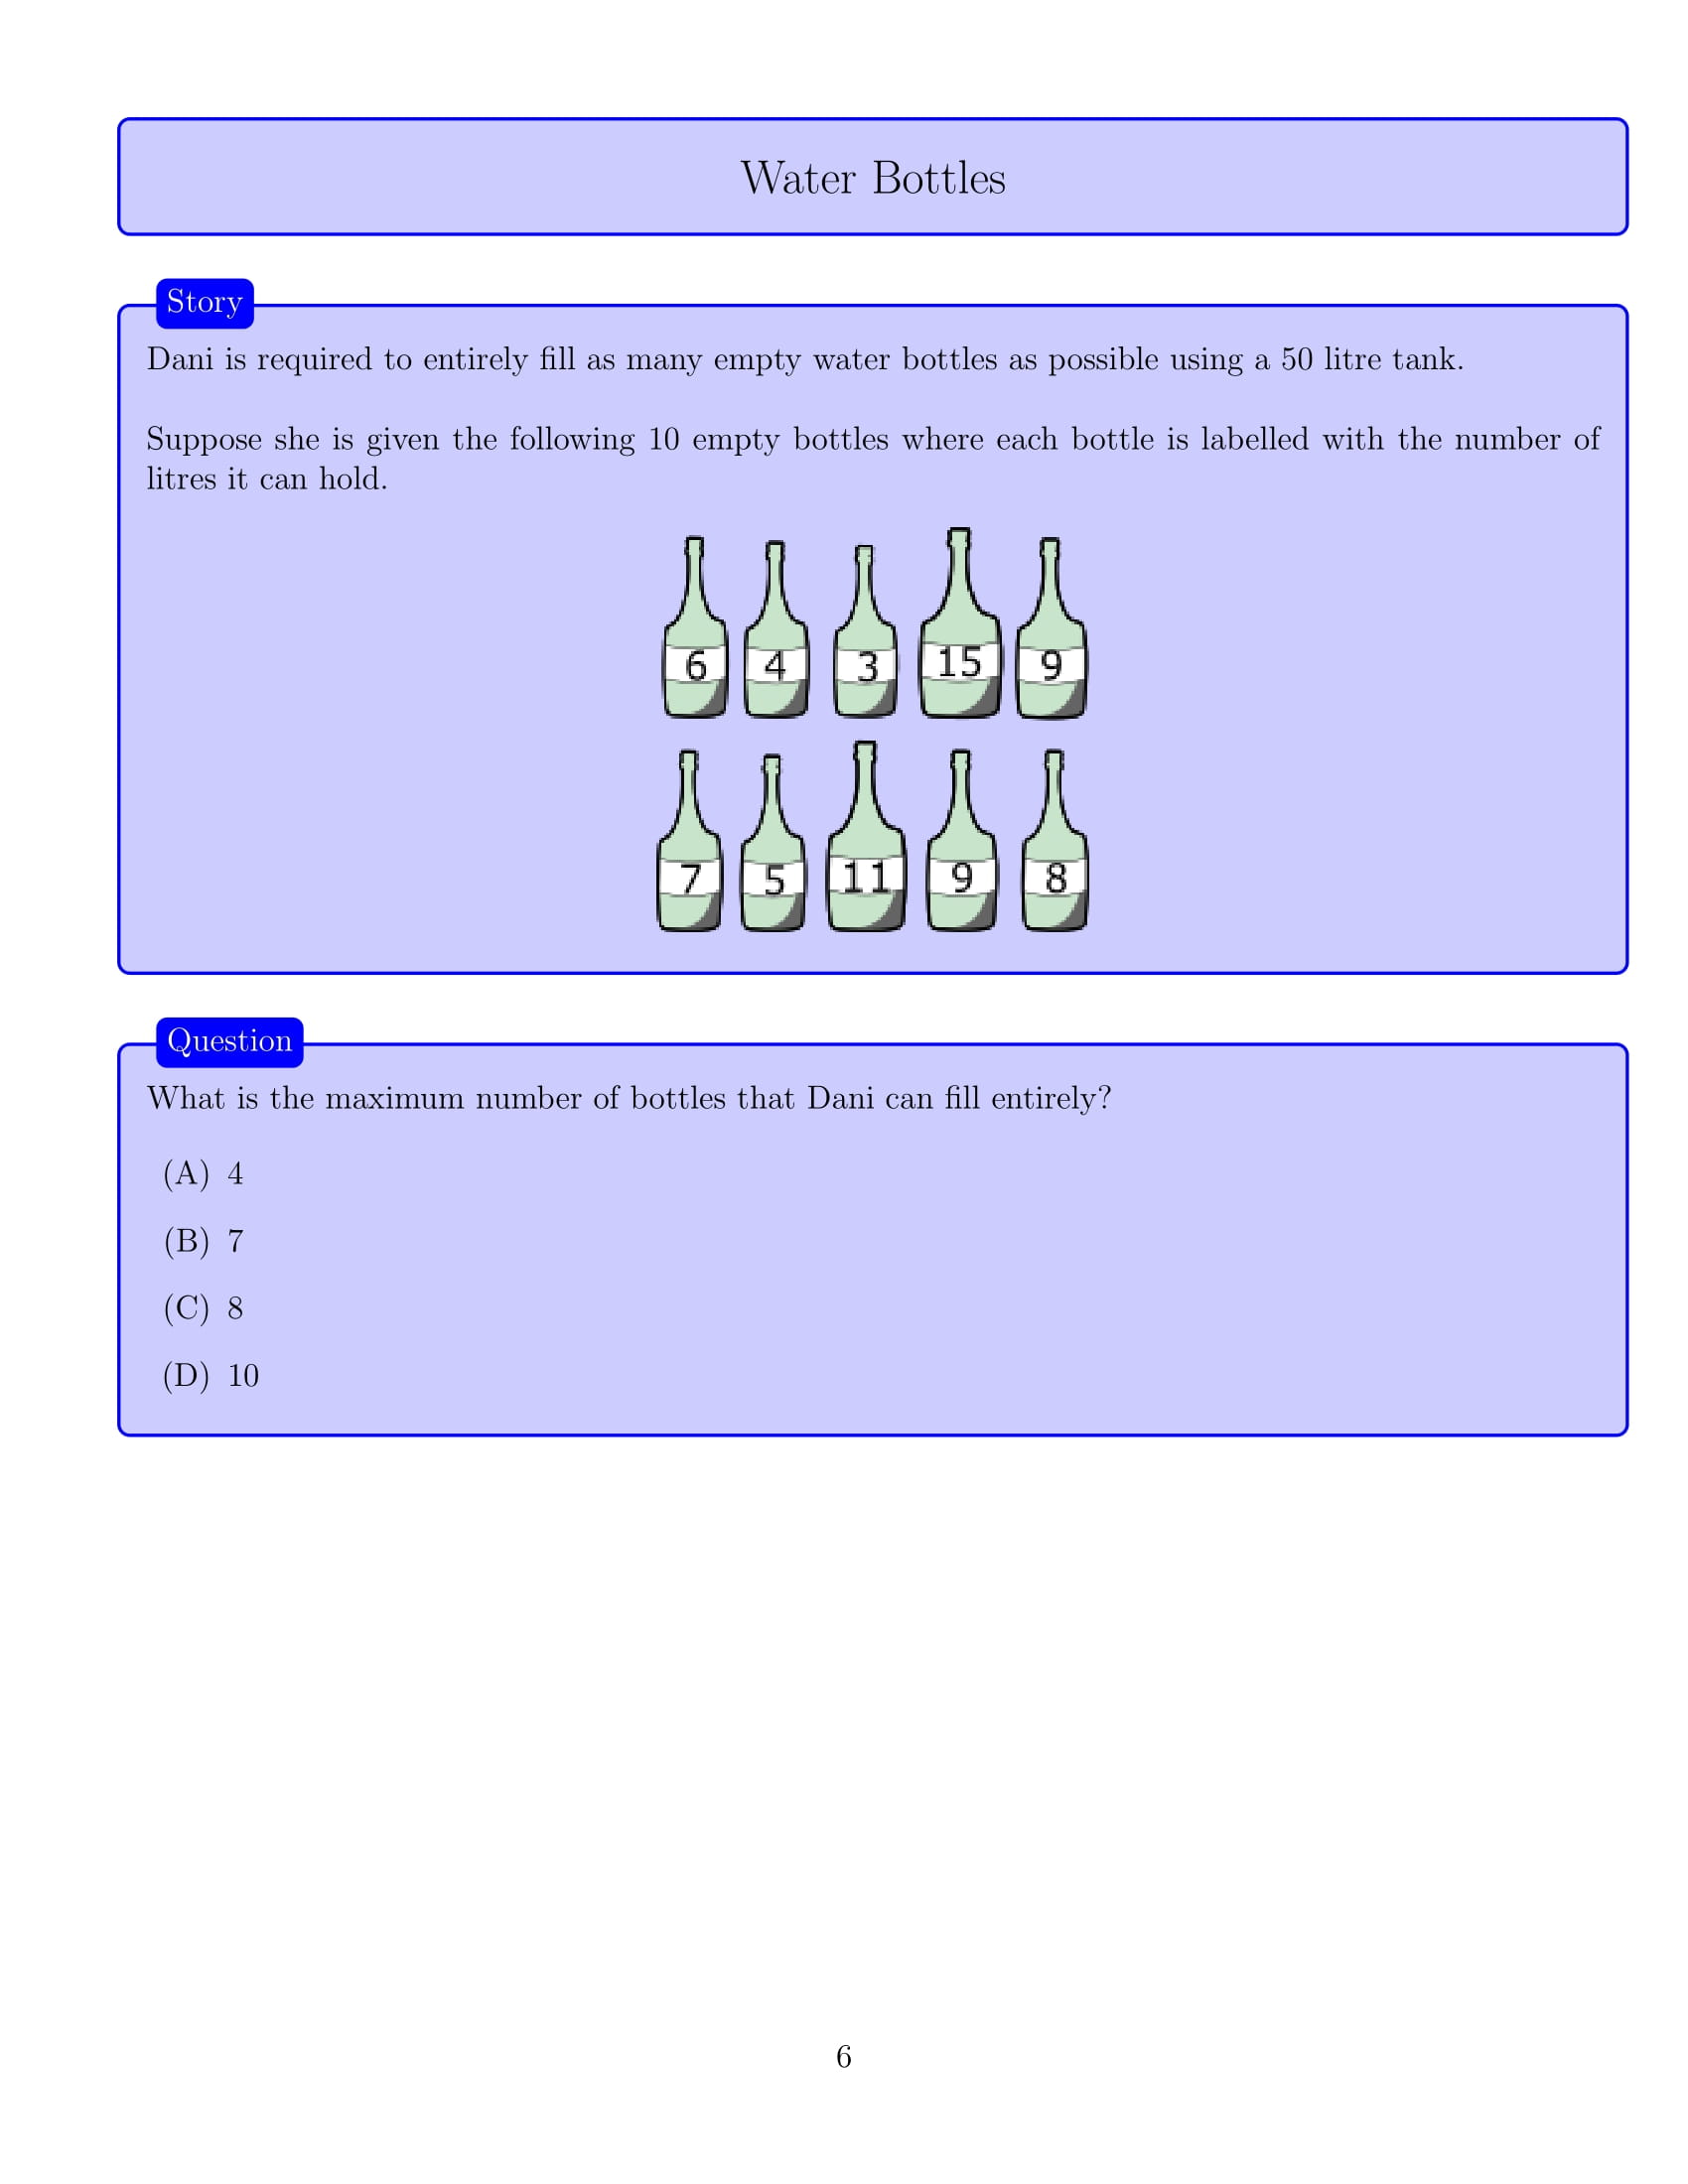 Water Bottles
Story
Dani is required to entirely fill as many empty water bottles as possible using a 50 litre tank.
Suppose she is given the following 10 empty bottles where each bottle is labelled with the number of
litres it can hold.
6 4 3 15 9
7 5 11 9 8
Question
What is the maximum number of bottles that Dani can fill entirely?
(A) 4
(B) 7
(C) 8
(D) 10
6